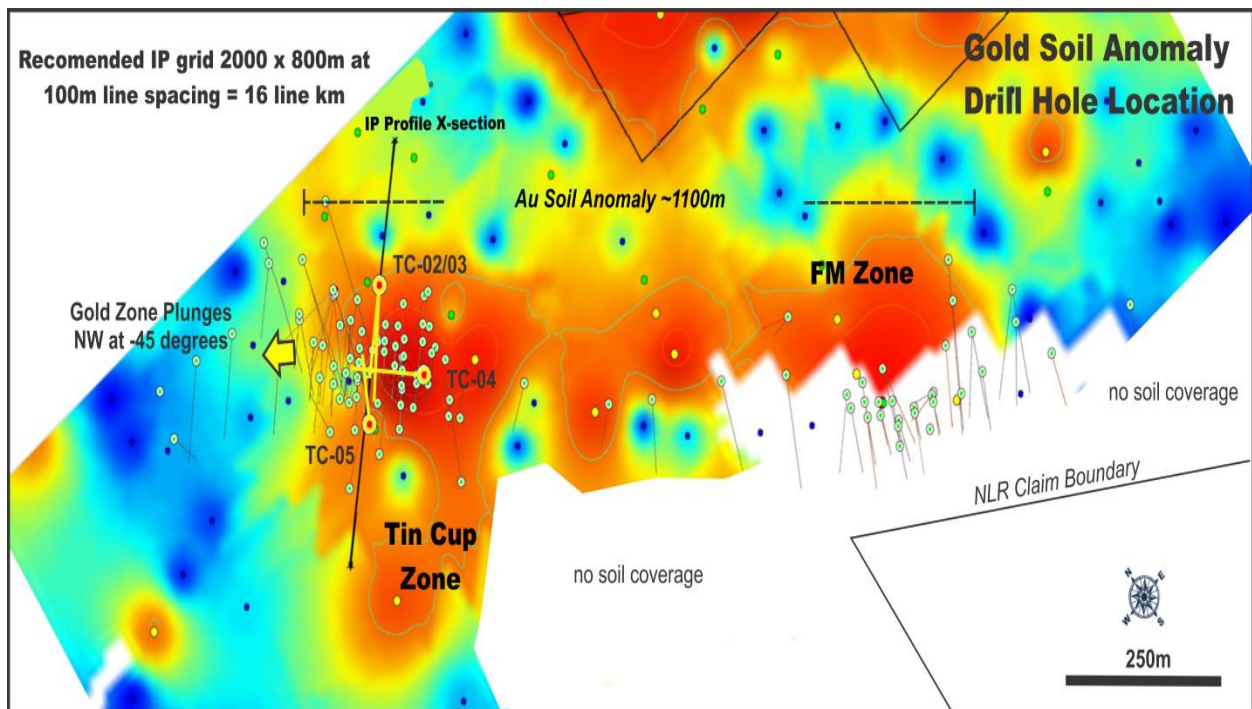 Recomended IP grid 2000 x 800m at
100m line spacing = 16 line km
Gold Soil Anomaly
Drill Hole Location
IP Profile X-section
Au Soil Anomaly ~1100m
TC-02/03
FM Zone
Gold Zone Plunges
NW at -45 degrees
TC-04
no soil coverage
TC-05
NLR Claim Boundary
Tin Cup
Zone
no soil coverage
N
E
W
S
250m